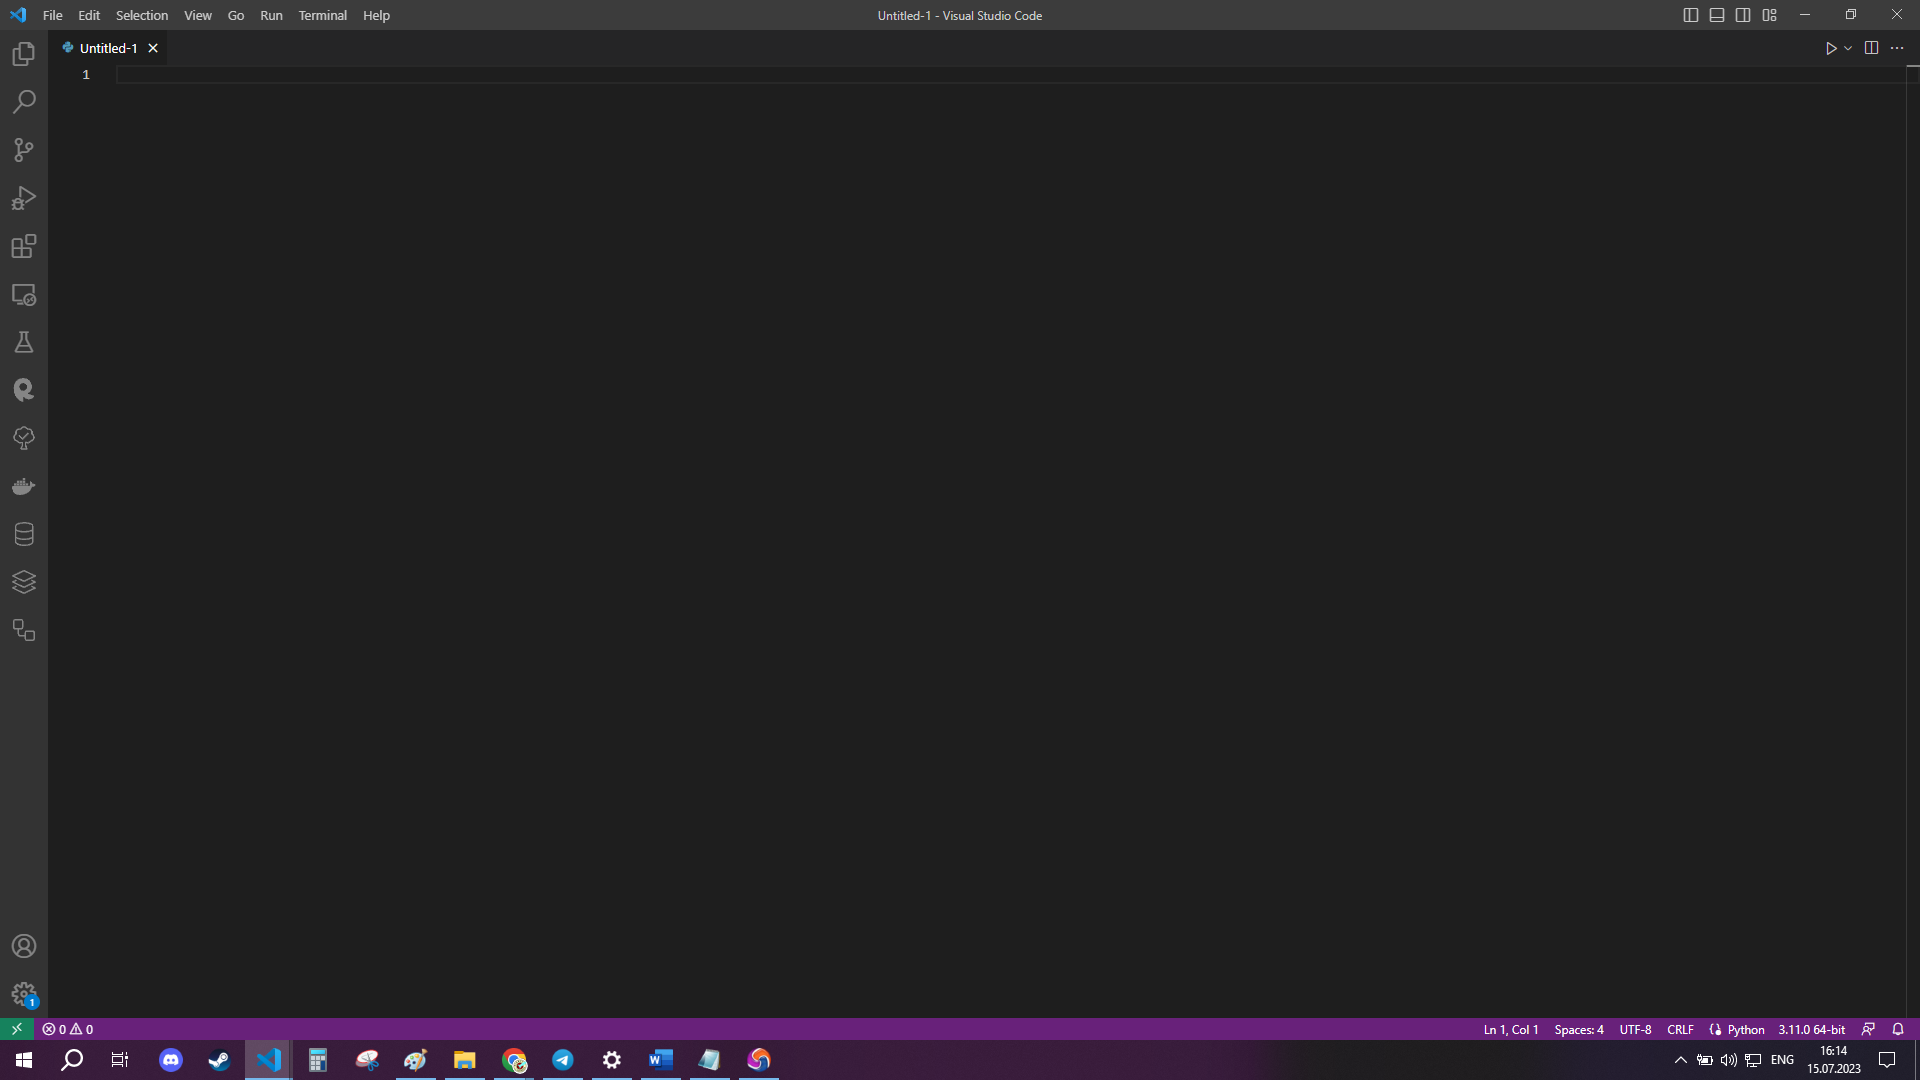 File Edit Selection View Go Run Terminal Help
Untitled-1 - Visual Studio Code
Untitled-1
1
1
0 0
Ln 1, Col 1 Spaces: 4 UTF-8 CRLF Python 3.11.0 64-bit
W
ENG
16:14
15.07.2023